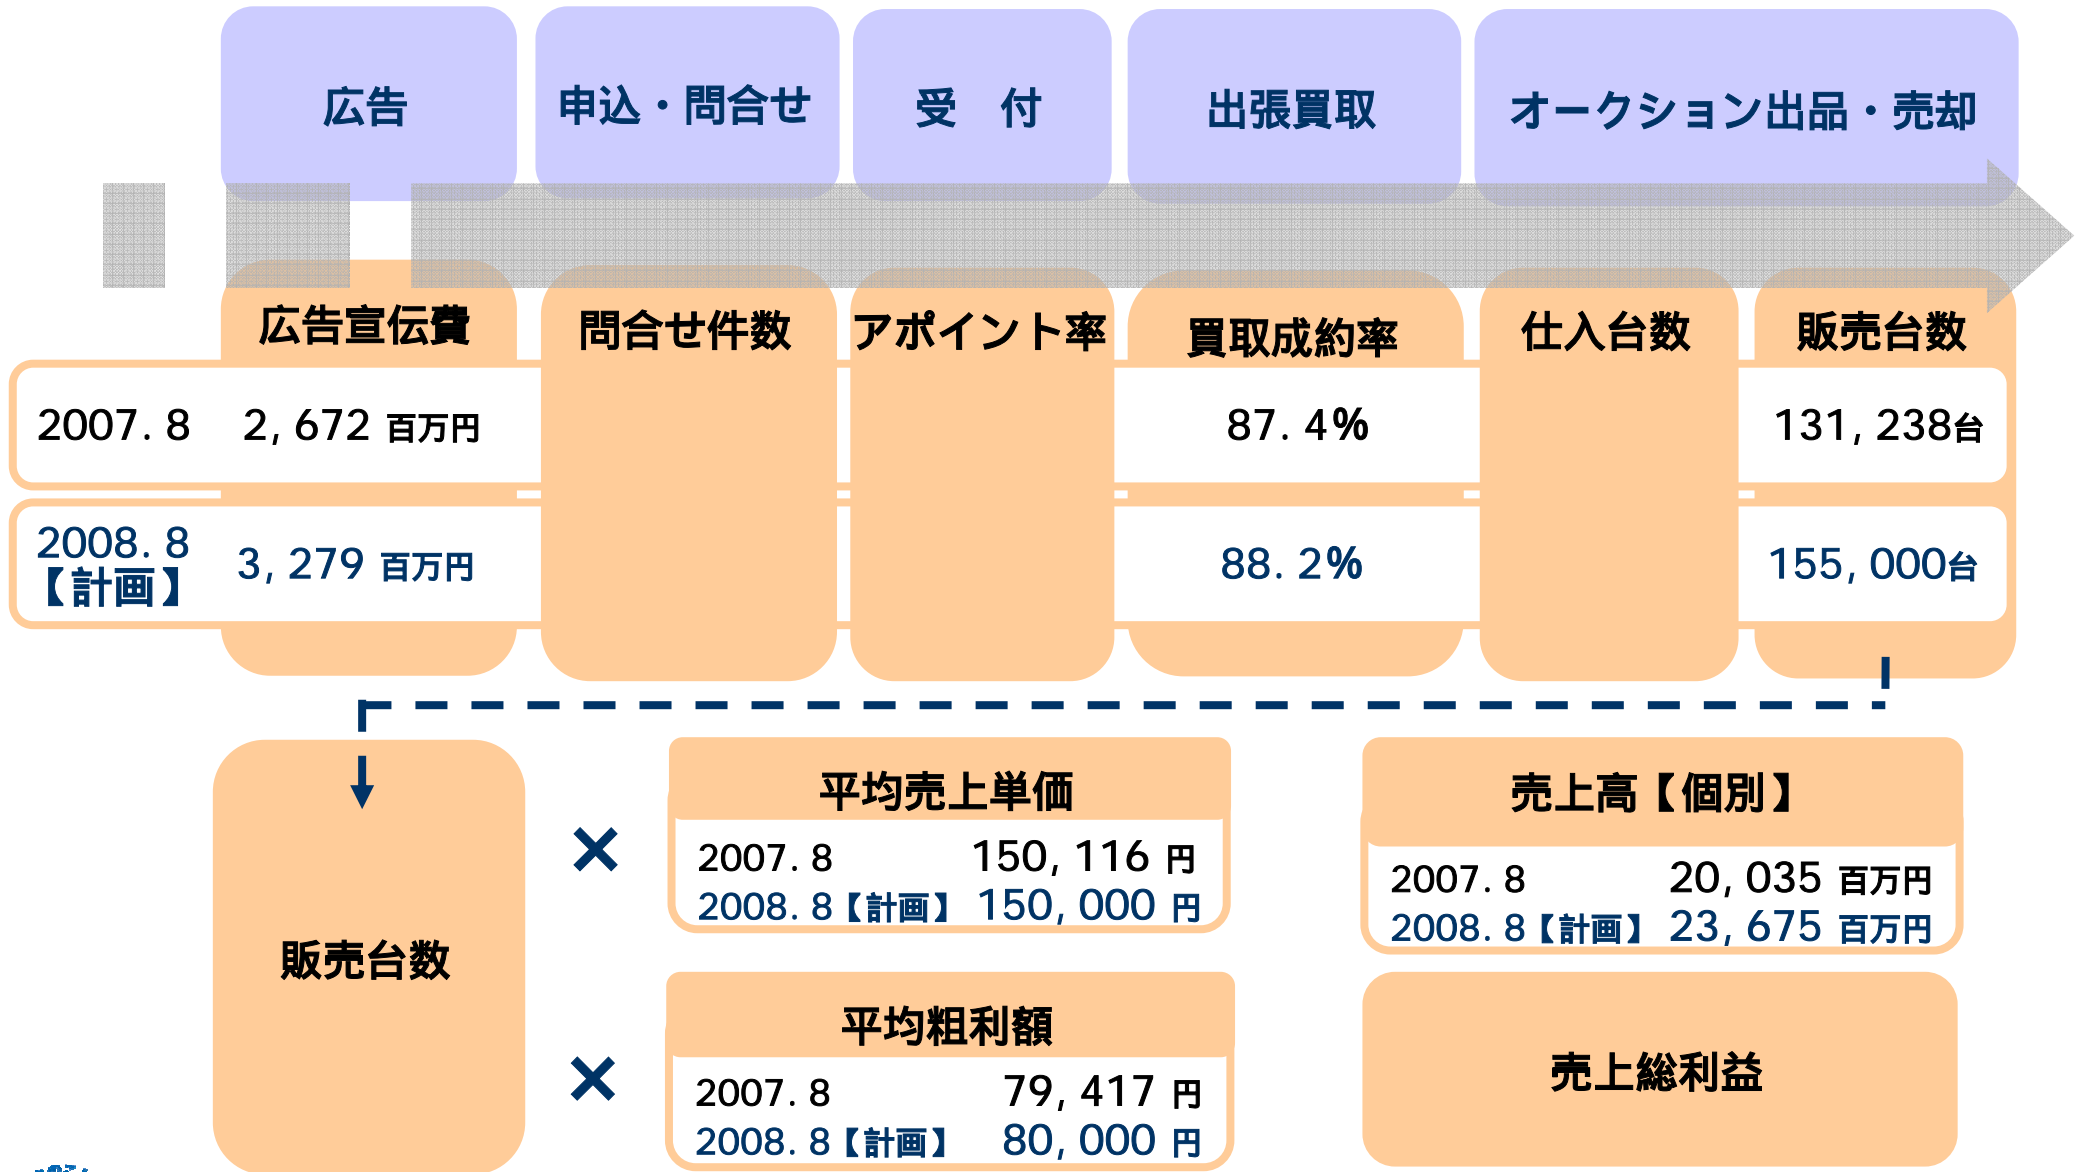 広告
申込・問合せ
受　付
出張買取
オークション出品・売却
広告宣伝費
問合せ件数
アポイント率
買取成約率
仕入台数
販売台数
2007. 8　2, 672 百万円　87. 4%　131, 238台
2008. 8
【計画】
3, 279 百万円　88. 2%　155, 000台
販売台数
×
平均売上単価
2007. 8　150, 116 円
2008. 8【計画】 150, 000 円
売上高【個別】
2007. 8　20, 035 百万円
2008. 8【計画】 23, 675 百万円
×
平均粗利額
2007. 8　79, 417 円
2008. 8【計画】　80, 000 円
売上総利益